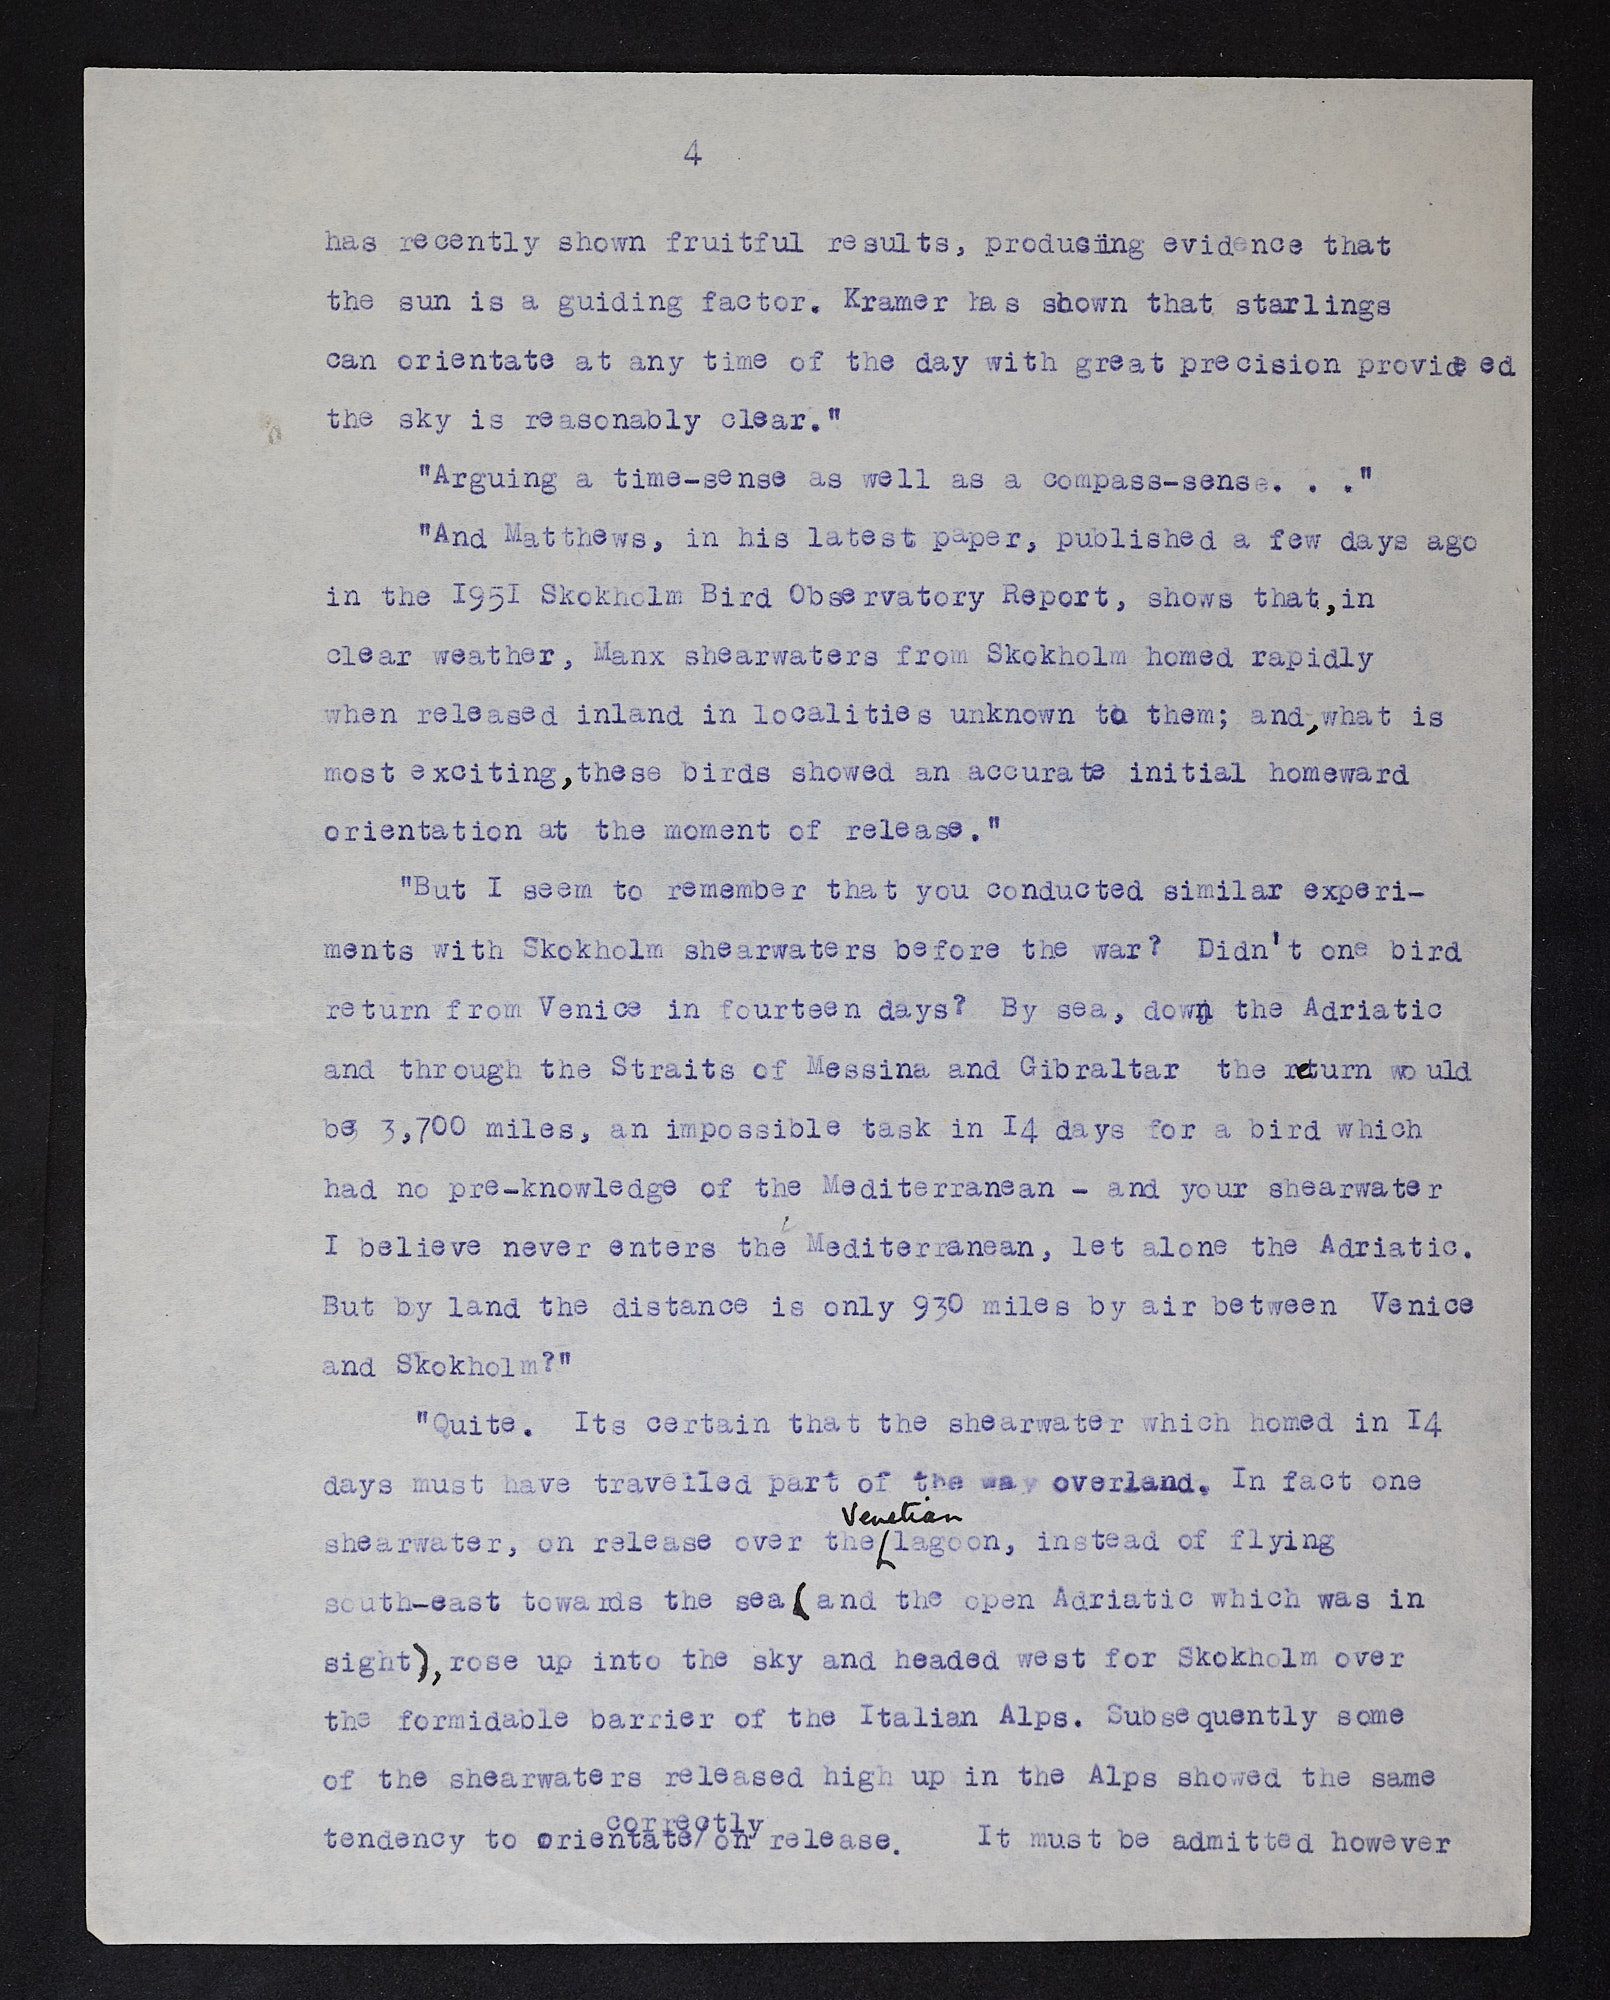 4
has recently shown fruitful results, producing evidence that
the sun is a guiding factor. Kramer has shown that starlings
can orientate at any time of the day with great precision provided
the sky is reasonably clear."
"Arguing a time-sense as well as a compass-sense. . ."
"And Matthews, in his latest paper, published a few days ago
in the 1951 Skokholm Bird Observatory Report, shows that, in
clear weather, Manx shearwaters from Skokholm homed rapidly
when released inland in localities unknown to them; and, what is
most exciting, these birds showed an accurate initial homeward
orientation at the moment of release."
"But I seem to remember that you conducted similar experi-
ments with Skokholm shearwaters before the war? Didn't one bird
return from Venice in fourteen days? By sea, down the Adriatic
and through the Straits of Messina and Gibraltar the return would
be 3,700 miles, an impossible task in 14 days for a bird which
had no pre-knowledge of the Mediterranean - and your shearwater
I believe never enters the Mediterranean, let alone the Adriatic.
But by land the distance is only 930 miles by air between Venice
and Skokholm?"
"Quite. Its certain that the shearwater which homed in 14
days must have travelled part of the way overland. In fact one
Venetian
shearwater, on release over the lagoon, instead of flying
south-east towards the sea (and the open Adriatic which was in
sight), rose up into the sky and headed west for Skokholm over
the formidable barrier of the Italian Alps. Subsequently some
of the shearwaters released high up in the Alps showed the same
correctly
tendency to orientate/ on release. It must be admitted however